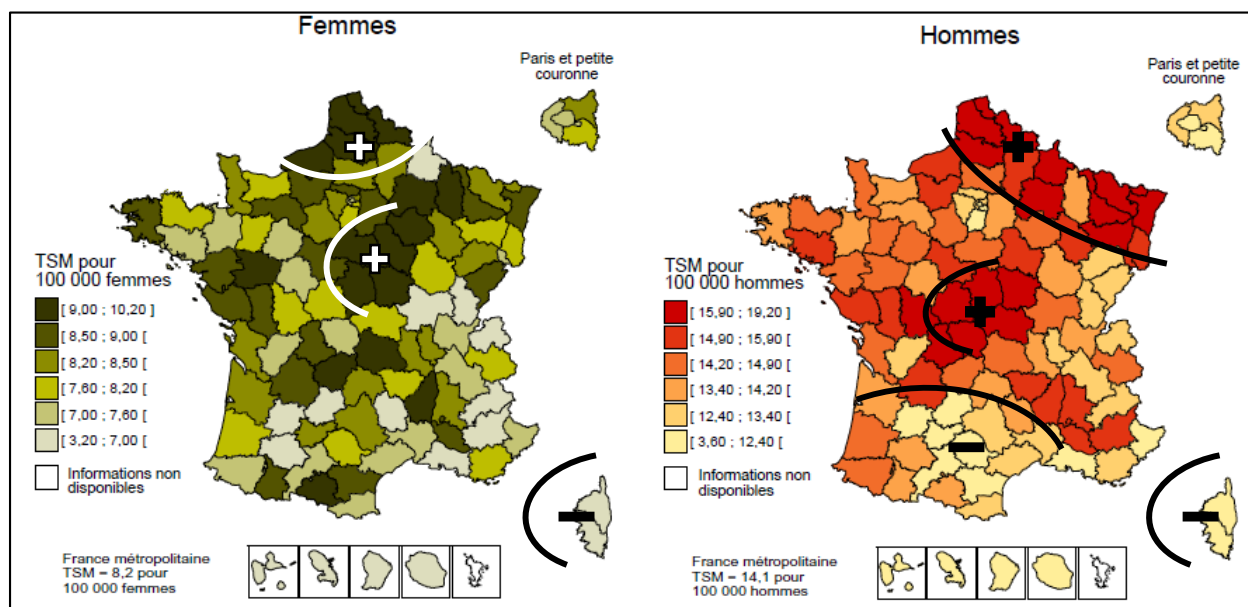 Femmes
Paris et petite
couronne
TSM pour
100 000 femmes
[ 9,00 ; 10,20 ]
[ 8,50 ; 9,00 [
[ 8,20 ; 8,50 [
[ 7,60 ; 8,20 [
[ 7,00 ; 7,60 [
[ 3,20 ; 7,00 [
Informations non
disponibles
France métropolitaine
TSM = 8,2 pour
100 000 femmes
Hommes
Paris et petite
couronne
TSM pour
100 000 hommes
[ 15,90 ; 19,20 ]
[ 14,90 ; 15,90 [
[ 14,20 ; 14,90 [
[ 13,40 ; 14,20 [
[ 12,40 ; 13,40 [
[ 3,60 ; 12,40 [
Informations non
disponibles
France métropolitaine
TSM = 14,1 pour
100 000 hommes